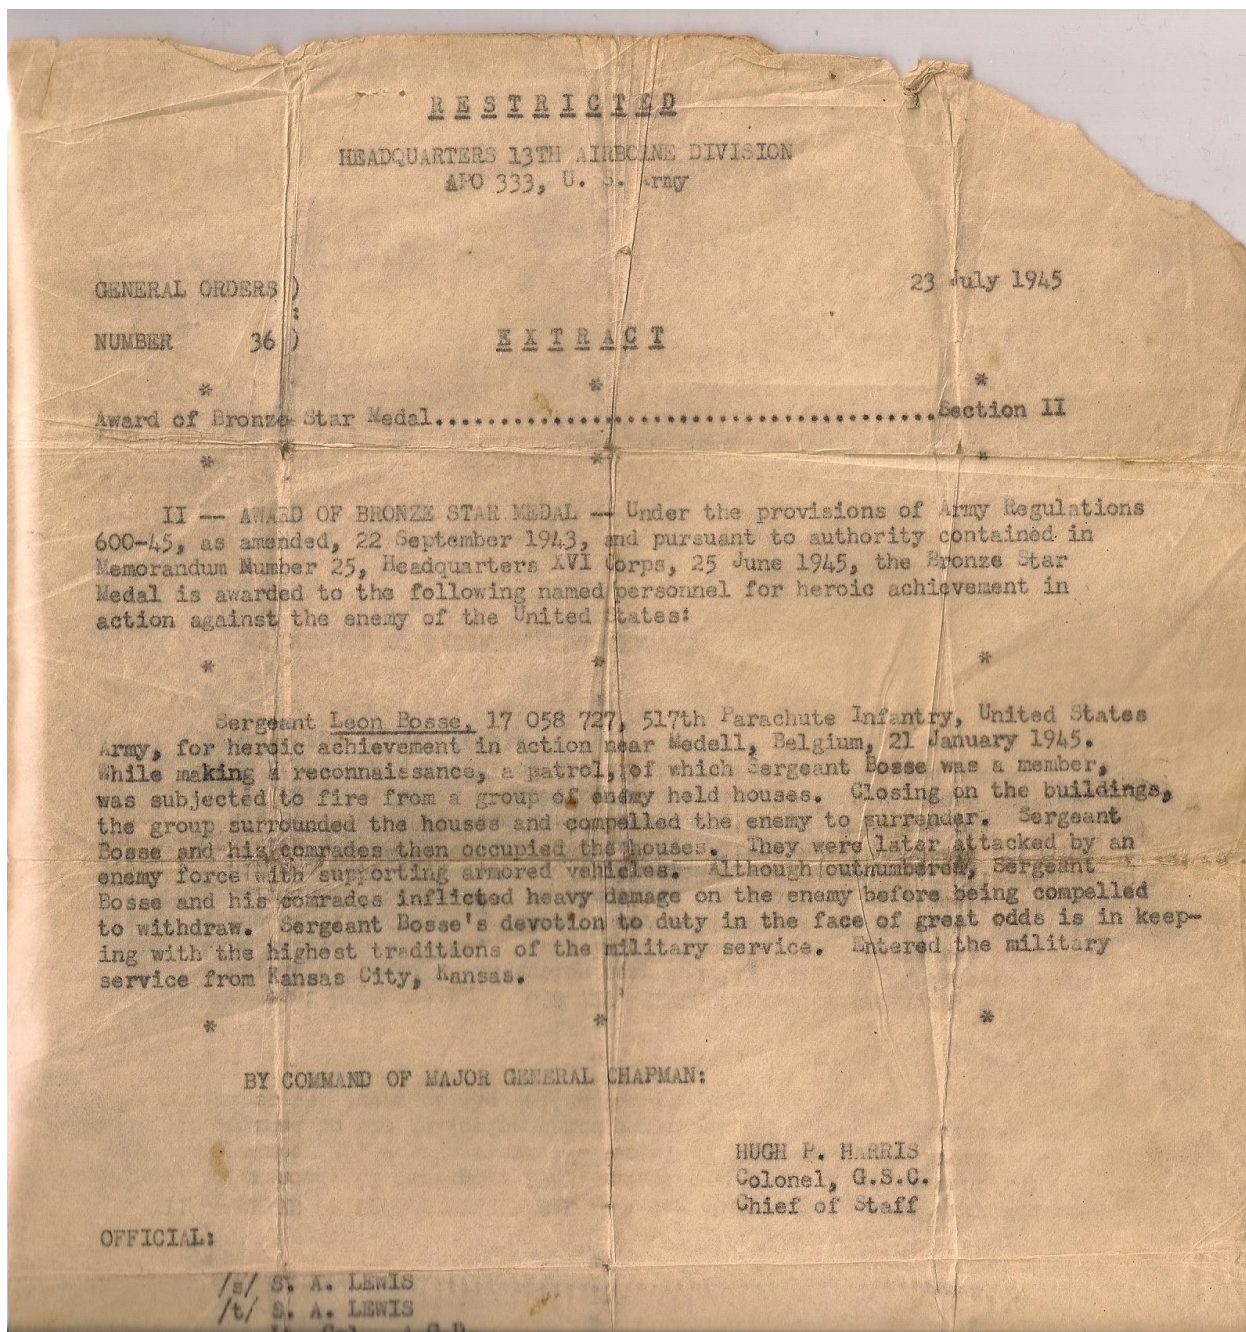 RESTRICTED
HEADQUARTERS 13TH AIRBORNE DIVISION
APO 333, U. S. Army
GENERAL ORDERS ) 23 July 1945
:
NUMBER 36 ) EXTRACT
* * *
Award of Bronze Star Medal.......................................Section II
* * *
II -- AWARD OF BRONZE STAR MEDAL -- Under the provisions of Army Regulations
600-45, as amended, 22 September 1943, and pursuant to authority contained in
Memorandum Number 25, Headquarters XVI Corps, 25 June 1945, the Bronze Star
Medal is awarded to the following named personnel for heroic achievement in
action against the enemy of the United States:
* * *
Sergeant Leon Bosse, 17 058 727, 517th Parachute Infantry, United States
Army, for heroic achievement in action near Medell, Belgium, 21 January 1945.
While making a reconnaissance, a patrol, of which Sergeant Bosse was a member,
was subjected to fire from a group of enemy held houses. Closing on the buildings,
the group surrounded the houses and compelled the enemy to surrender. Sergeant
Bosse and his comrades then occupied the houses. They were later attacked by an
enemy force with supporting armored vehicles. Although outnumbered, Sergeant
Bosse and his comrades inflicted heavy damage on the enemy before being compelled
to withdraw. Sergeant Bosse's devotion to duty in the face of great odds is in keep-
ing with the highest traditions of the military service. Entered the military
service from Kansas City, Kansas.
* * *
BY COMMAND OF MAJOR GENERAL CHAPMAN:
HUGH P. HARRIS
Colonel, G.S.C.
Chief of Staff
OFFICIAL:
/s/ S. A. LEWIS
/t/ S. A. LEWIS